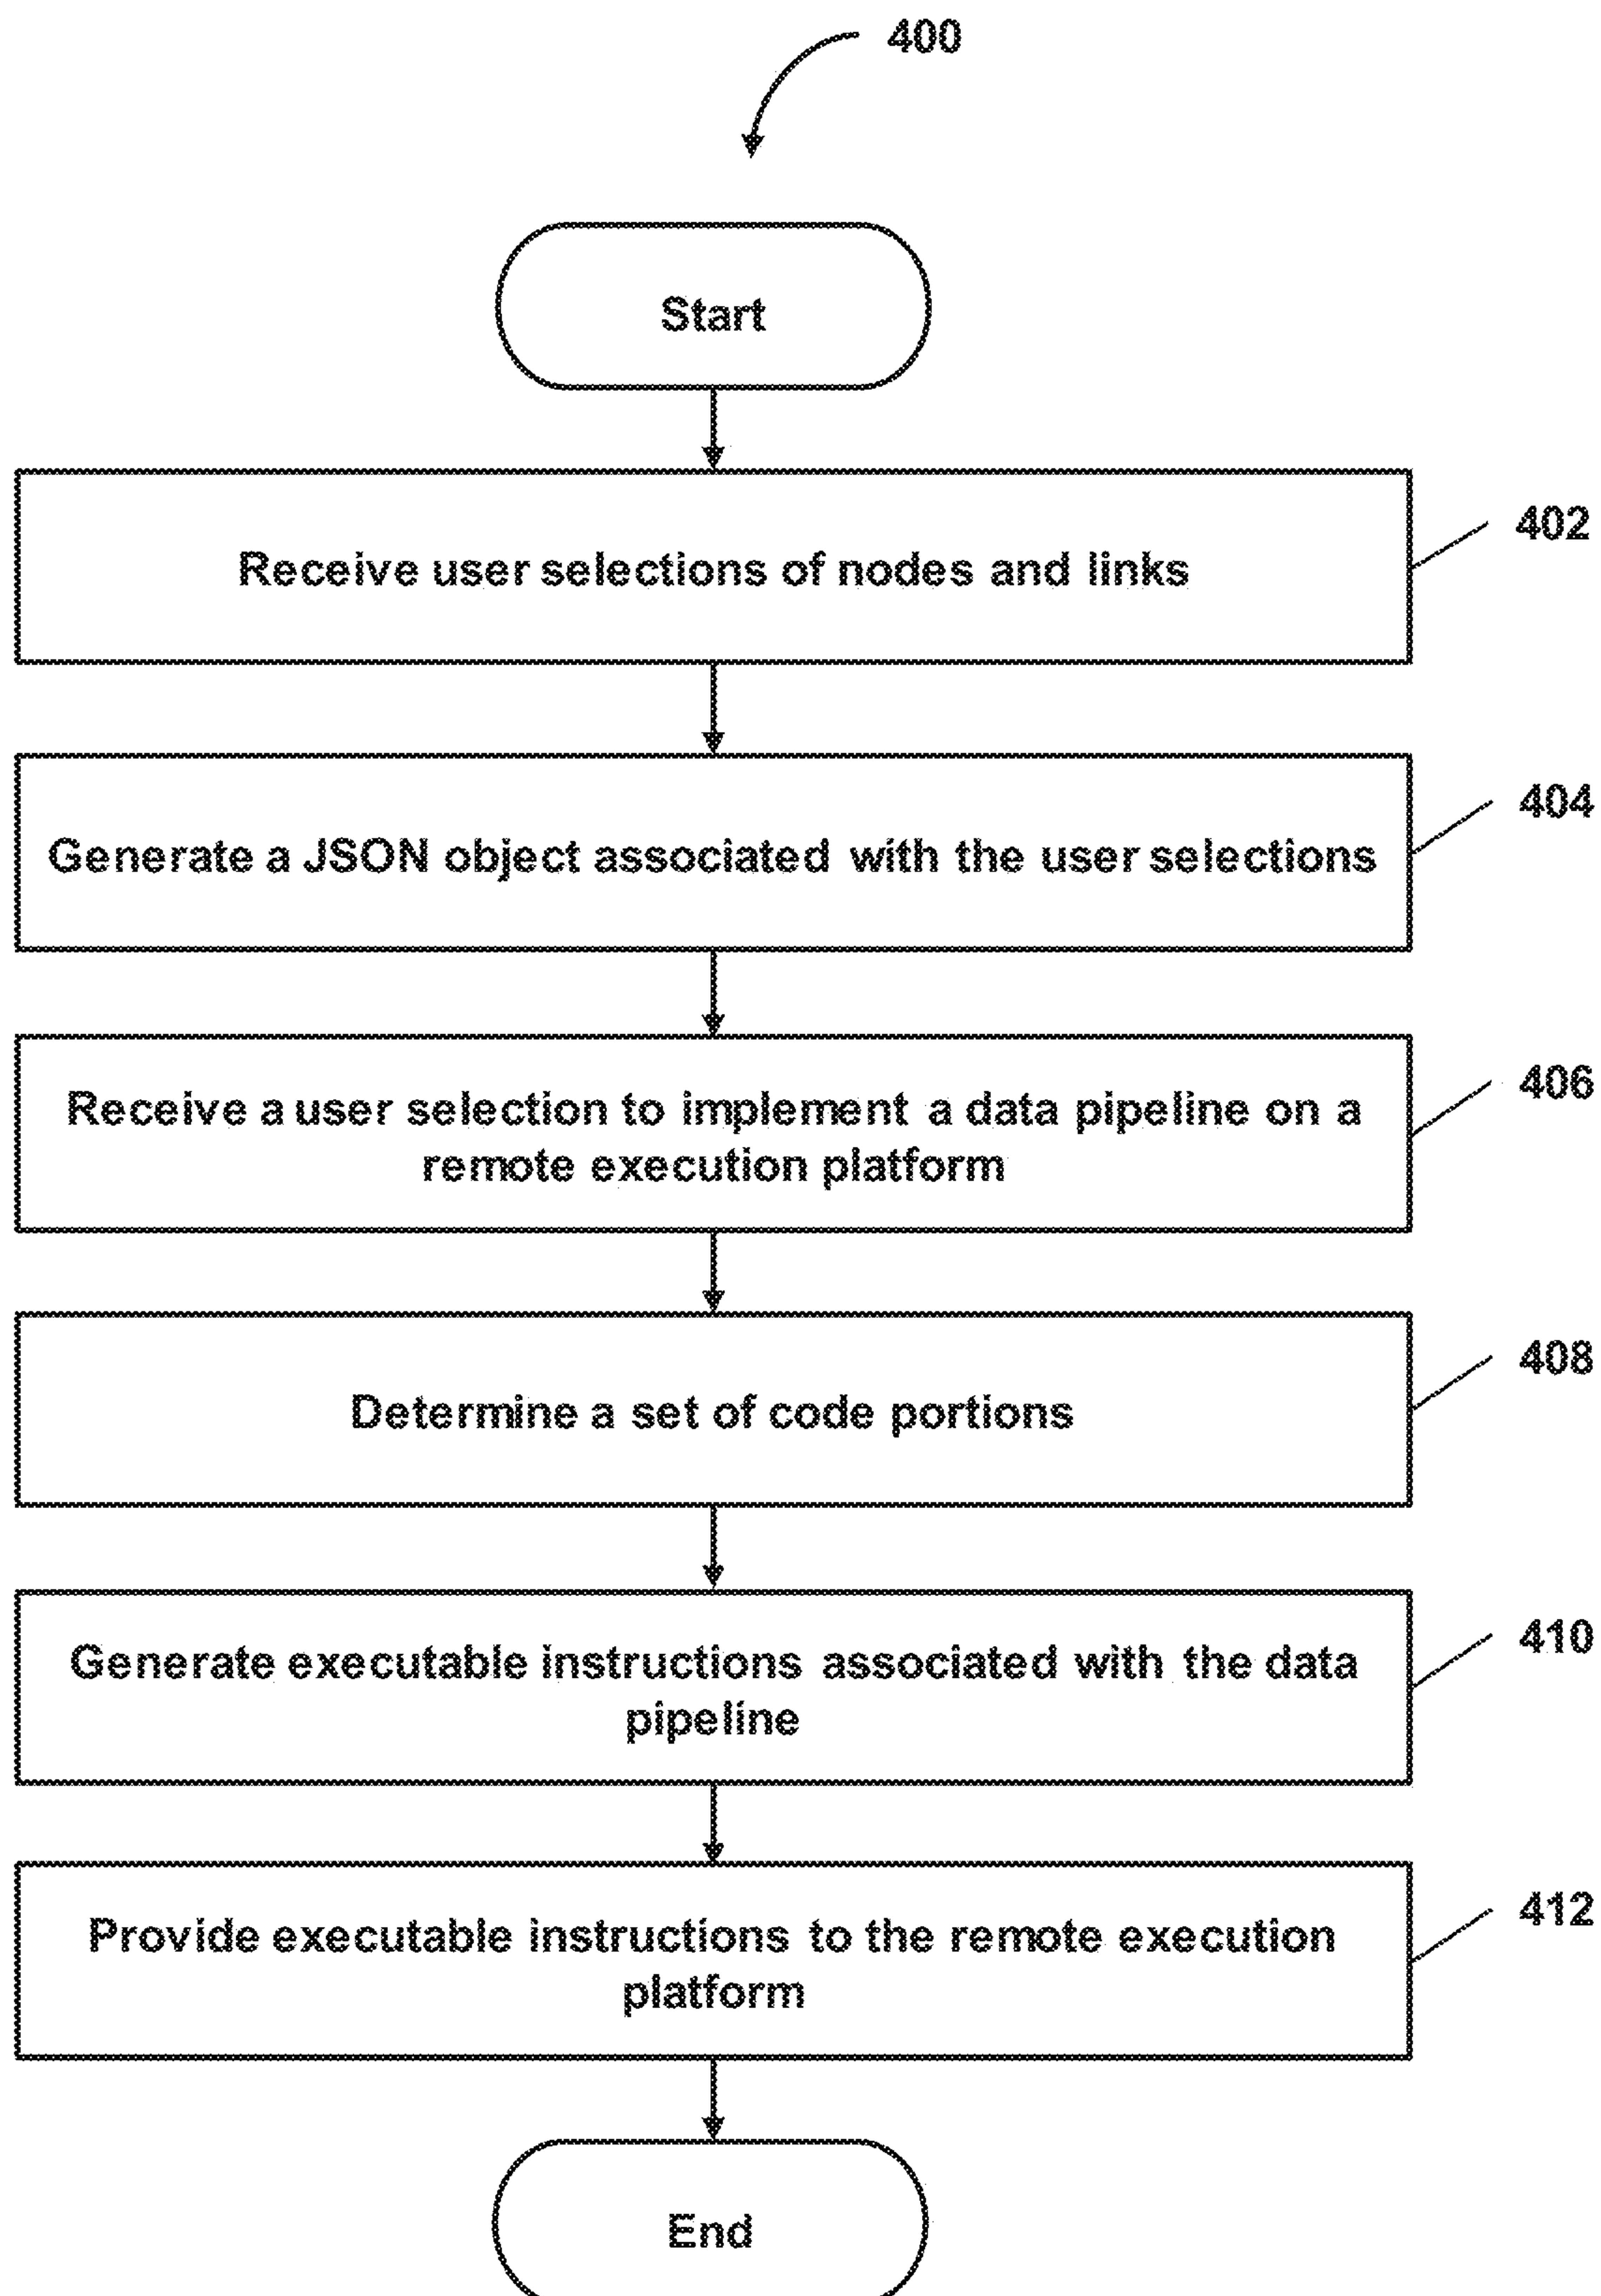 400
Start
Receive user selections of nodes and links
402
Generate a JSON object associated with the user selections
404
Receive a user selection to implement a data pipeline on a
remote execution platform
406
Determine a set of code portions
408
Generate executable instructions associated with the data
pipeline
410
Provide executable instructions to the remote execution
platform
412
End